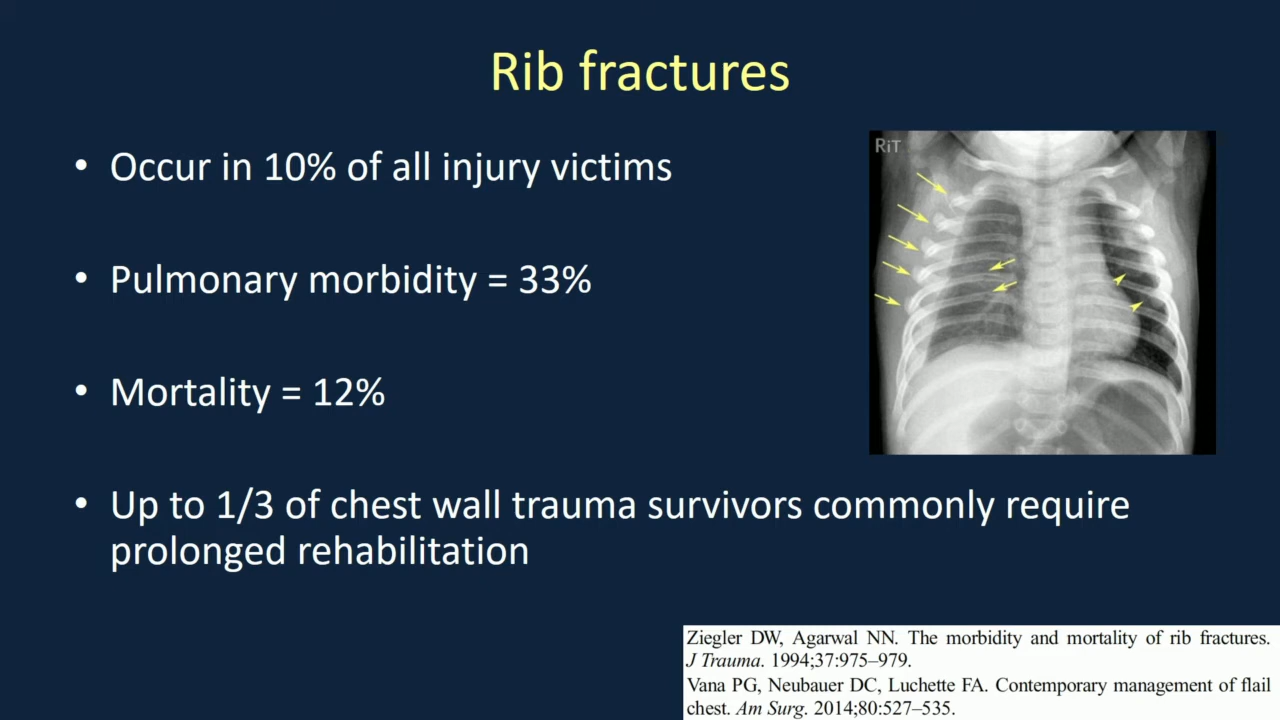 Rib fractures
• Occur in 10% of all injury victims
RiT
• Pulmonary morbidity = 33%
• Mortality = 12%
• Up to 1/3 of chest wall trauma survivors commonly require
prolonged rehabilitation
Ziegler DW, Agarwal NN. The morbidity and mortality of rib fractures.
J Trauma. 1994;37:975–979.
Vana PG, Neubauer DC, Luchette FA. Contemporary management of flail
chest. Am Surg. 2014;80:527–535.